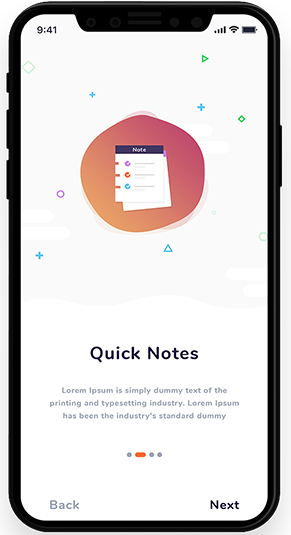 9:41
Note
Quick Notes
Lorem Ipsum is simply dummy text of the
printing and typesetting industry. Lorem Ipsum
has been the industry's standard dummy
Back
Next